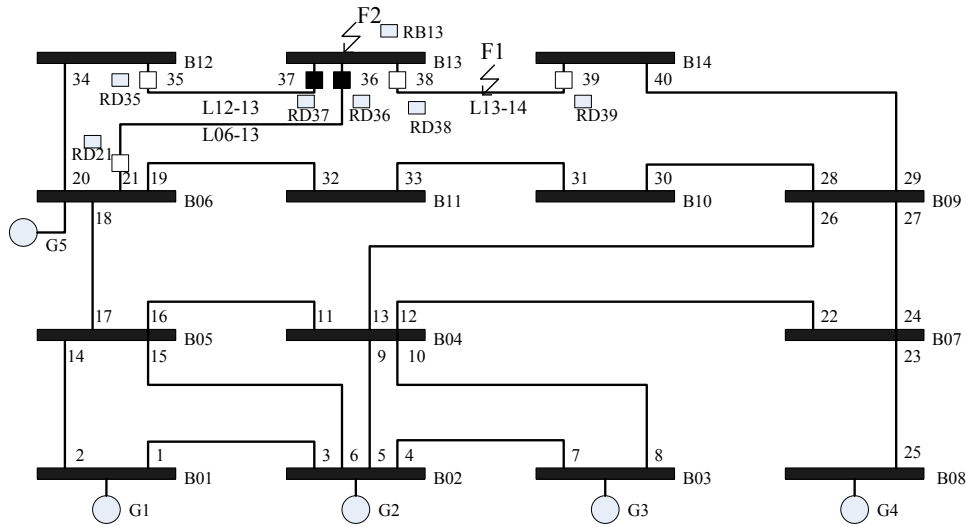 F2
RB13
F1
B12
B13
B14
34
35
37
36
38
39
40
RD35
RD37
RD36
RD38
RD39
L12-13
L13-14
L06-13
RD21
20
21
19
32
33
31
30
28
29
B06
B11
B10
B09
18
26
27
G5
17
16
11
13
12
22
24
B05
B04
B07
14
15
9
10
23
2
1
3
6
5
4
7
8
25
B01
B02
B03
B08
G1
G2
G3
G4